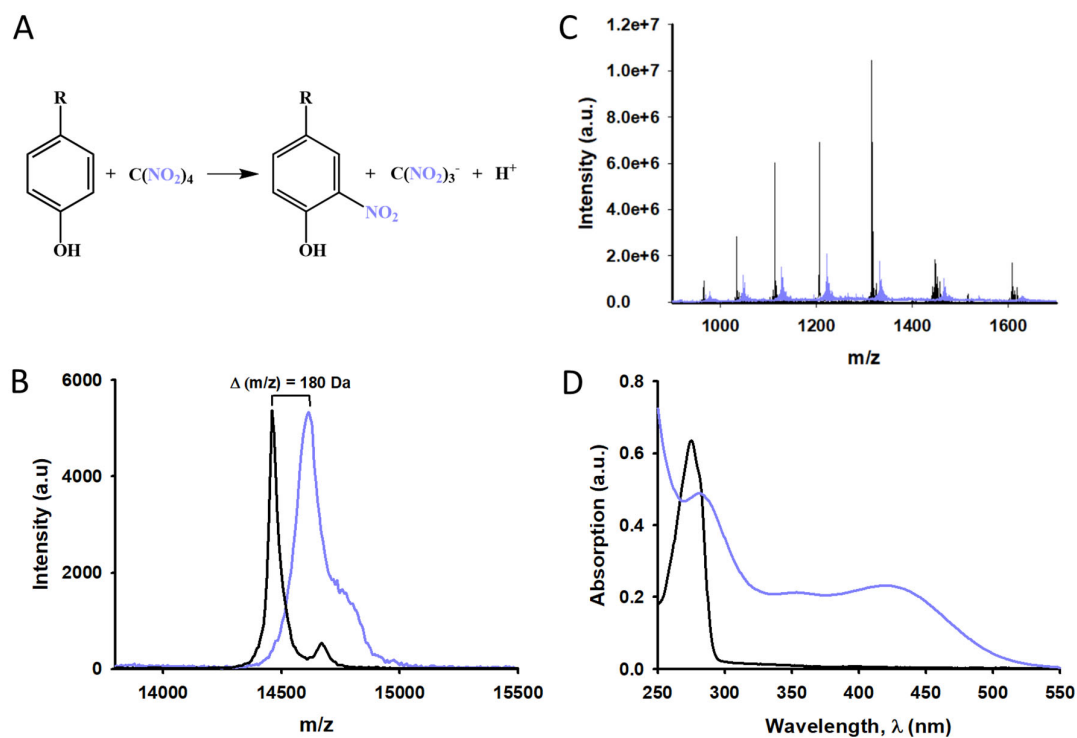 A
R
R
+ C(NO2)4
+ C(NO2)3- + H+
NO2
OH
OH
B
Δ (m/z) = 180 Da
Intensity (a.u)
6000
4000
2000
0
14000 14500 15000 15500
m/z
C
Intensity (a.u.)
1.2e+7
1.0e+7
8.0e+6
6.0e+6
4.0e+6
2.0e+6
0.0
1000 1200 1400 1600
m/z
D
Absorption (a.u.)
0.8
0.6
0.4
0.2
0.0
250 300 350 400 450 500 550
Wavelength, λ (nm)